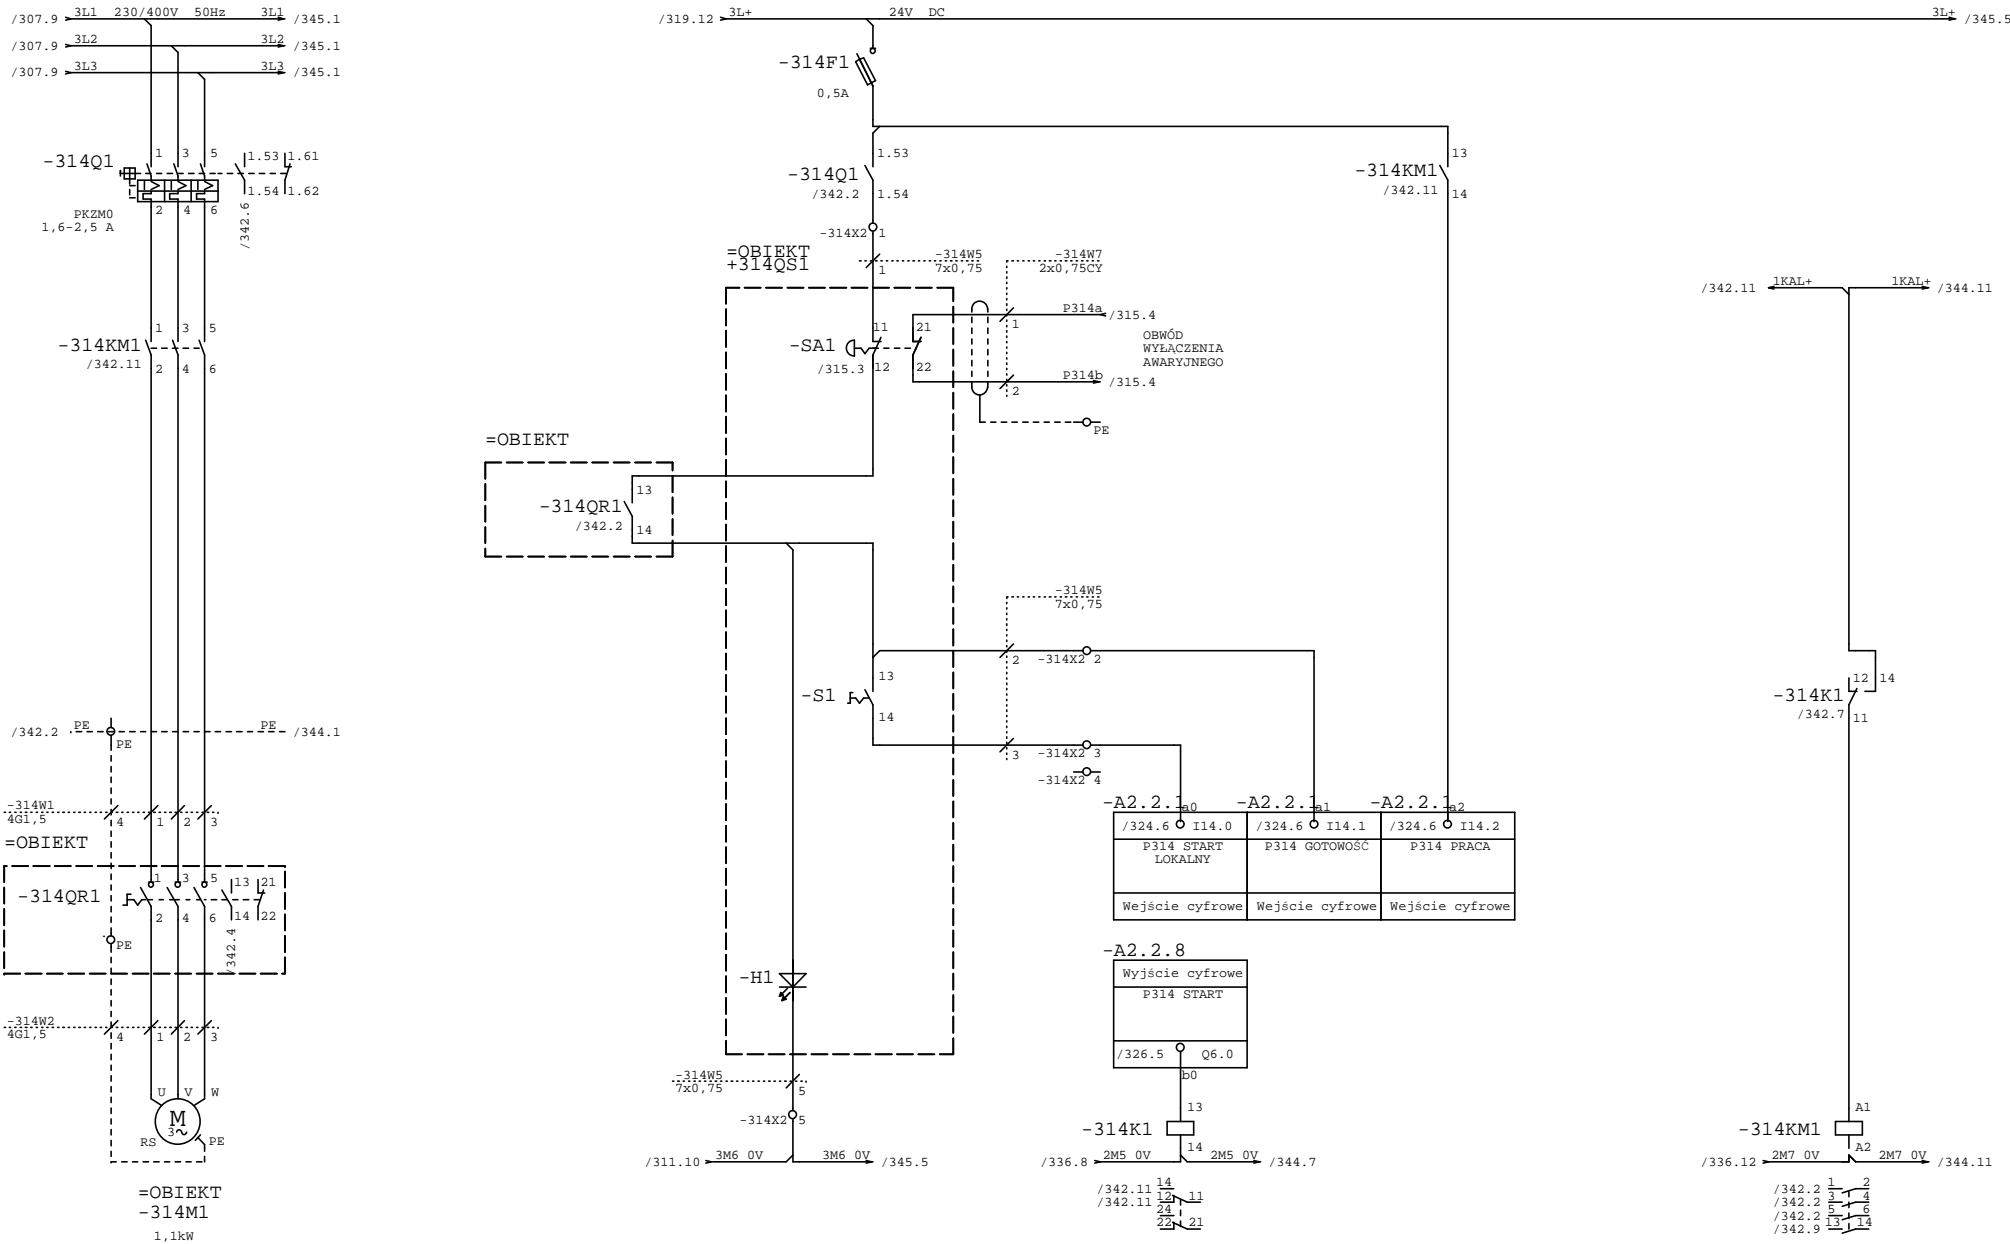 /307.9 3L1 230/400V 50Hz 3L1 /345.1
/307.9 3L2 3L2 /345.1
/307.9 3L3 3L3 /345.1
/319.12 3L+ 24V DC 3L+ /345.5
-314F1
0,5A
-314Q1
1 3 5 1.53 1.61
2 4 6 1.54 1.62
PKZM0
1,6-2,5 A
/342.6
1.53
-314Q1
/342.2 1.54
13
-314KM1
/342.11 14
-314X2 1
=OBIEKT
+314QS1
-314W5
7x0,75
1
-314W7
2x0,75CY
P314a /315.4
1
OBWÓD
WYŁĄCZENIA
AWARYJNEGO
P314b /315.4
2
PE
11 21
-SA1
/315.3 12 22
1 3 5
-314KM1
/342.11 2 4 6
/342.11 1KAL+ 1KAL+ /344.11
=OBIEKT
13
-314QR1
/342.2 14
-314W5
7x0,75
2 -314X2 2
13
-S1
14
3 -314X2 3
-314X2 4
12 14
-314K1
/342.7 11
/342.2 PE PE /344.1
PE
-314W1
4G1,5
4 1 2 3
=OBIEKT
-314QR1
1 3 5 13 21
2 4 6 14 22
PE
/342.4
-314W2
4G1,5
4 1 2 3
U V W
M
3~
RS PE
=OBIEKT
-314M1
1,1kW
-A2.2.1 a0 -A2.2.1 a1 -A2.2.1 a2
/324.6 I14.0 /324.6 I14.1 /324.6 I14.2
P314 START
LOKALNY
P314 GOTOWOŚĆ
P314 PRACA
Wejście cyfrowe Wejście cyfrowe Wejście cyfrowe
-A2.2.8
Wyjście cyfrowe
P314 START
/326.5 Q6.0
b0
-H1
-314W5
7x0,75
5
-314X2 5
/311.10 3M6 0V 3M6 0V /345.5
13
-314K1
14
/336.8 2M5 0V 2M5 0V /344.7
/342.11 14
/342.11 12 11
24
22 21
A1
-314KM1
A2
/336.12 2M7 0V 2M7 0V /344.11
/342.2 1 2
/342.2 3 4
/342.2 5 6
/342.9 13 14